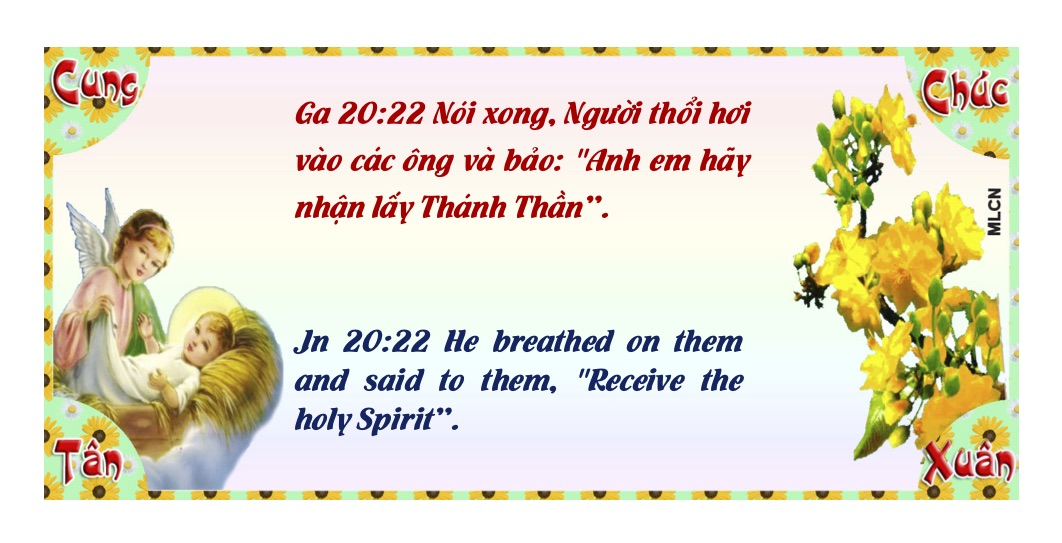 Cung
Chúc
Ga 20:22 Nói xong, Người thổi hơi
vào các ông và bảo: "Anh em hãy
nhận lấy Thánh Thần”.
MLCN
Jn 20:22 He breathed on them
and said to them, "Receive the
holy Spirit”.
Tân
Xuân